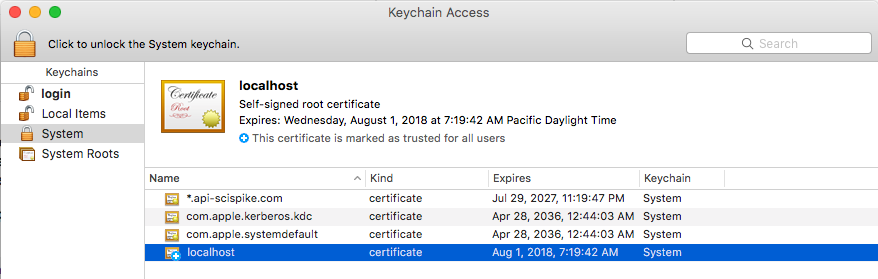 Keychain Access
Click to unlock the System keychain.
Search
Keychains
login
Local Items
System
System Roots
Certificate
Root
localhost
Self-signed root certificate
Expires: Wednesday, August 1, 2018 at 7:19:42 AM Pacific Daylight Time
This certificate is marked as trusted for all users
Name Kind Expires Keychain
*.api-scispike.com certificate Jul 29, 2027, 11:19:47 PM System
com.apple.kerberos.kdc certificate Apr 28, 2036, 12:44:03 AM System
com.apple.systemdefault certificate Apr 28, 2036, 12:44:03 AM System
localhost certificate Aug 1, 2018, 7:19:42 AM System